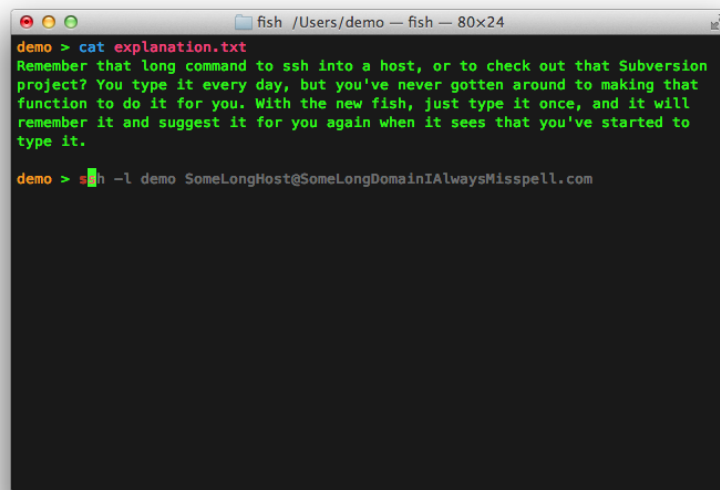 fish /Users/demo — fish — 80×24
demo > cat explanation.txt
Remember that long command to ssh into a host, or to check out that Subversion
project? You type it every day, but you've never gotten around to making that
function to do it for you. With the new fish, just type it once, and it will
remember it and suggest it for you again when it sees that you've started to
type it.
demo > ssh -l demo SomeLongHost@SomeLongDomainIAlwaysMisspell.com